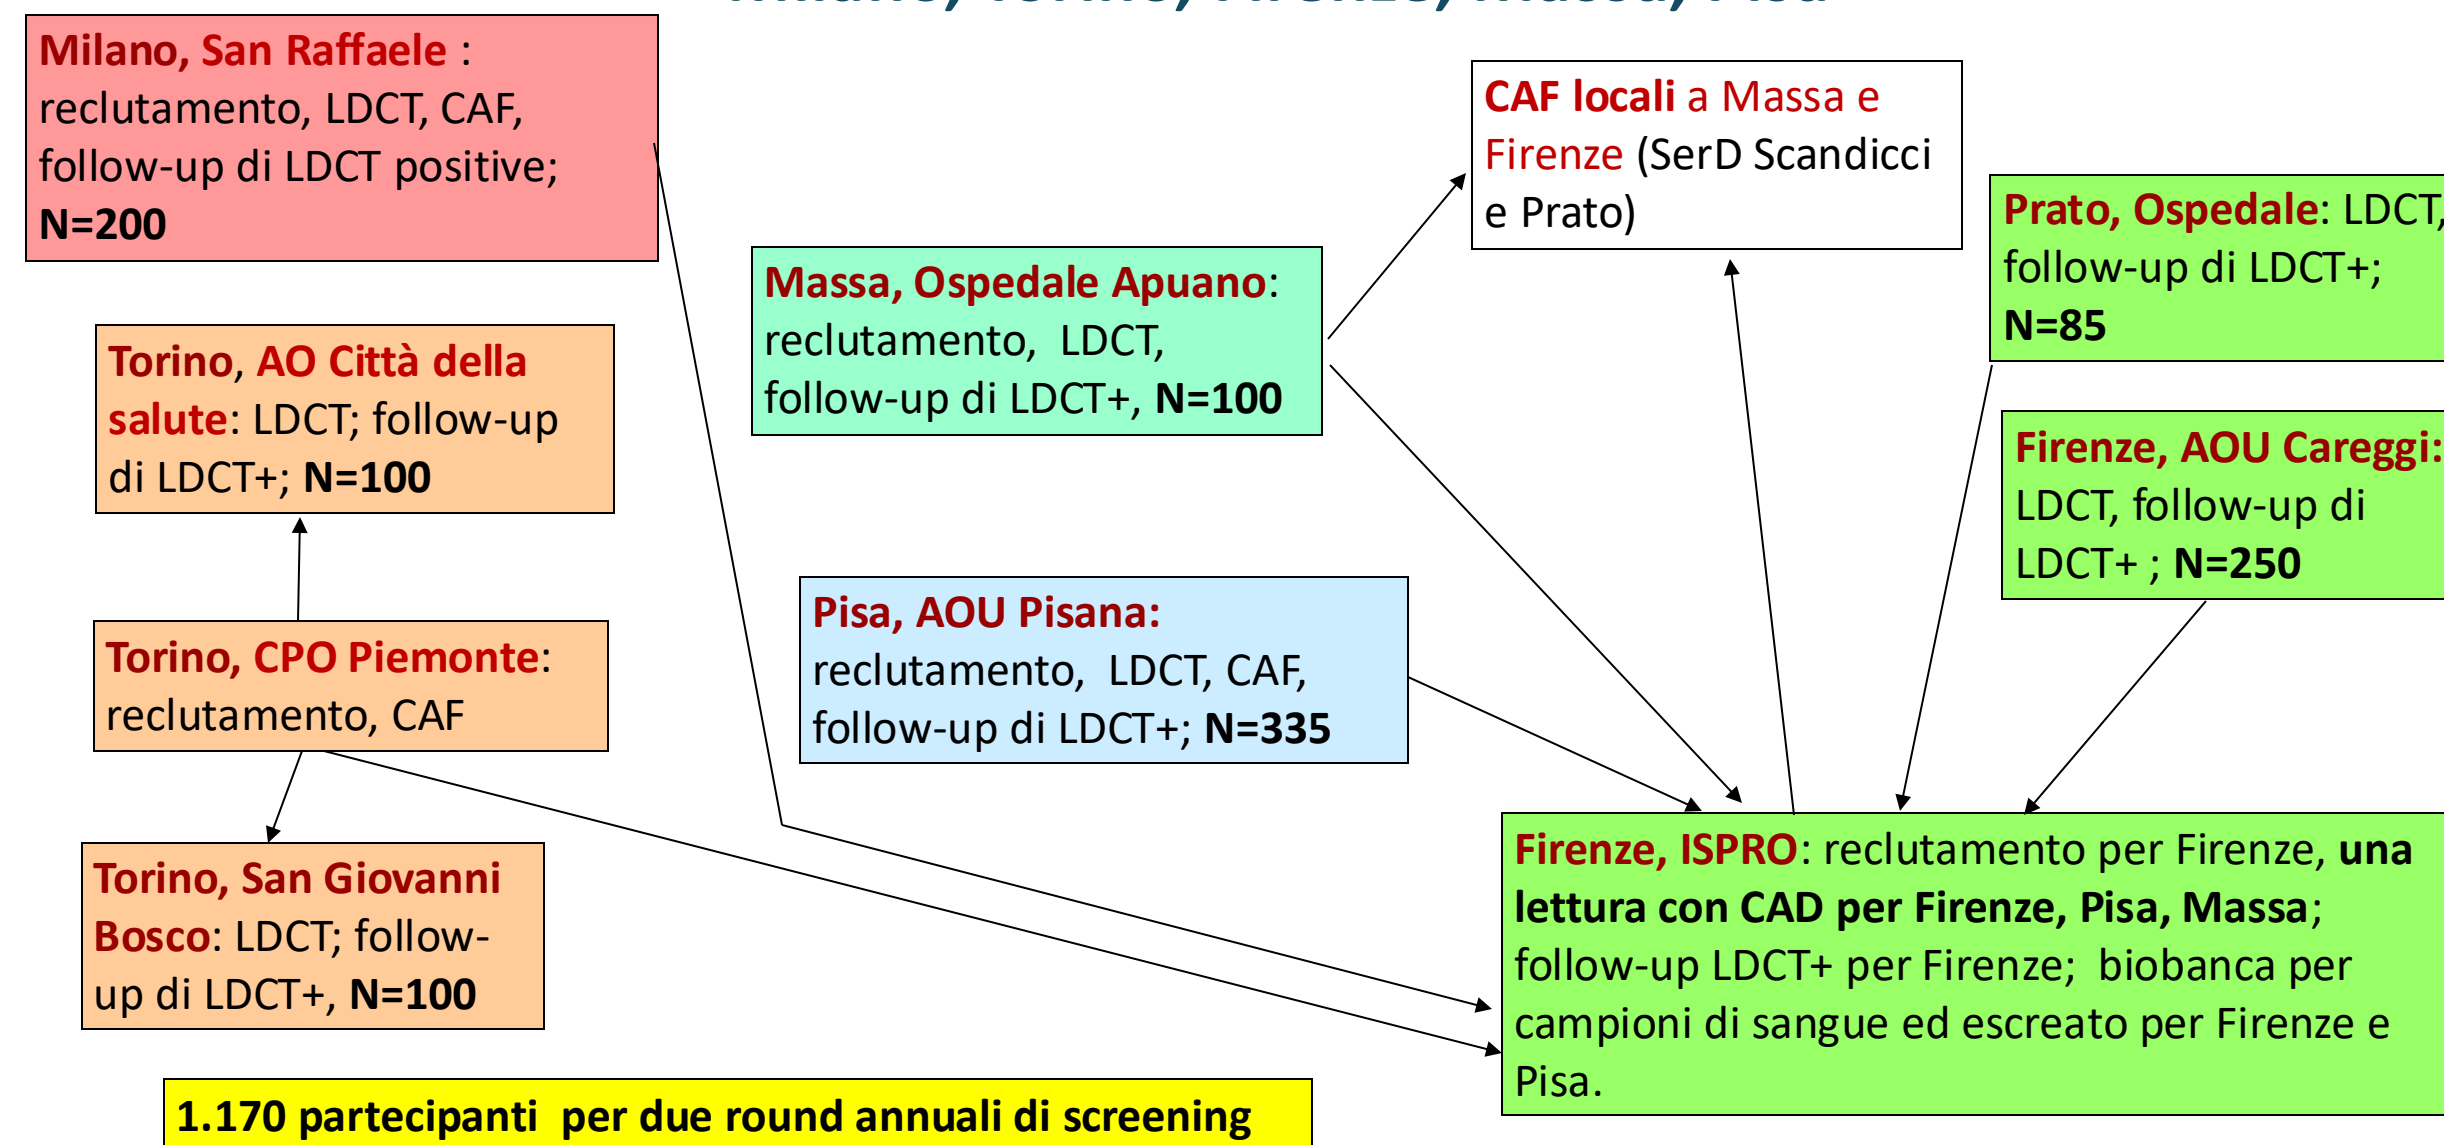 Milano, Torino, Firenze, Massa, Pisa
Milano, San Raffaele :
reclutamento, LDCT, CAF,
follow-up di LDCT positive;
N=200
CAF locali a Massa e
Firenze (SerD Scandicci
e Prato)
Prato, Ospedale: LDCT,
follow-up di LDCT+;
N=85
Massa, Ospedale Apuano:
reclutamento, LDCT,
follow-up di LDCT+, N=100
Torino, AO Città della
salute: LDCT; follow-up
di LDCT+; N=100
Firenze, AOU Careggi:
LDCT, follow-up di
LDCT+ ; N=250
Pisa, AOU Pisana:
reclutamento, LDCT, CAF,
follow-up di LDCT+; N=335
Torino, CPO Piemonte:
reclutamento, CAF
Torino, San Giovanni
Bosco: LDCT; follow-
up di LDCT+, N=100
Firenze, ISPRO: reclutamento per Firenze, una
lettura con CAD per Firenze, Pisa, Massa;
follow-up LDCT+ per Firenze; biobanca per
campioni di sangue ed escreato per Firenze e
Pisa.
1.170 partecipanti per due round annuali di screening